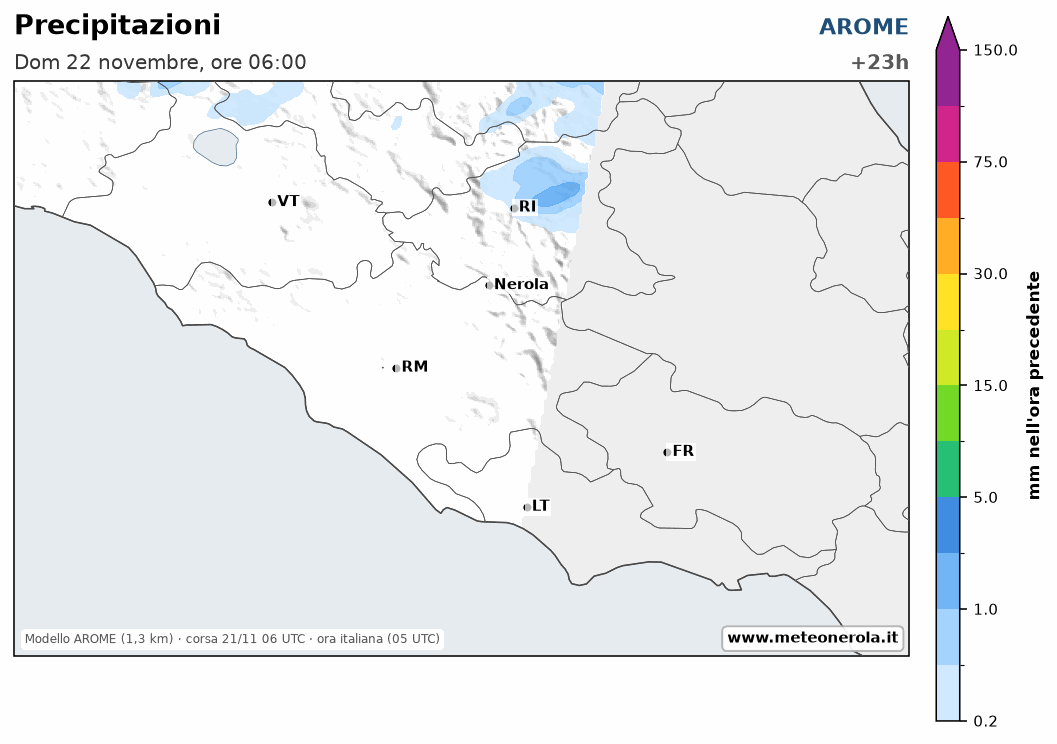 Precipitazioni
AROME
Dom 22 novembre, ore 06:00
+23h
150.0
75.0
30.0
15.0
5.0
1.0
0.2
mm nell'ora precedente
VT
RI
Nerola
RM
FR
LT
Modello AROME (1,3 km) · corsa 21/11 06 UTC · ora italiana (05 UTC)
www.meteonerola.it